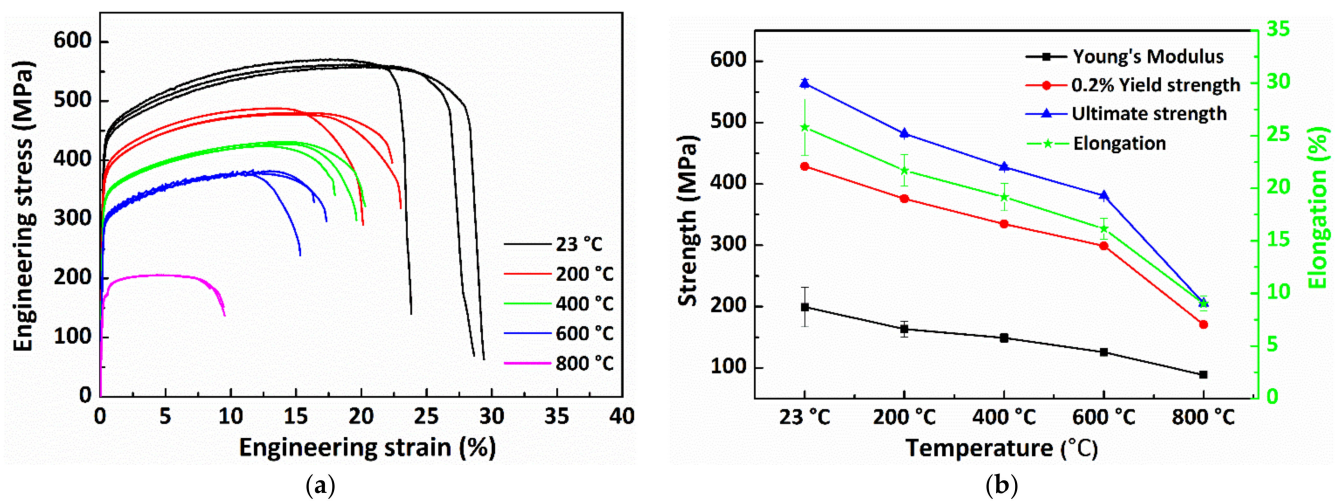 600
500
400
300
200
100
0
Engineering stress (MPa)
23 °C
200 °C
400 °C
600 °C
800 °C
0 5 10 15 20 25 30 35 40
Engineering strain (%)
(a)
600
500
400
300
200
100
Strength (MPa)
Young's Modulus
0.2% Yield strength
Ultimate strength
Elongation
35
30
25
20
15
10
5
0
Elongation (%)
23 °C 200 °C 400 °C 600 °C 800 °C
Temperature (°C)
(b)